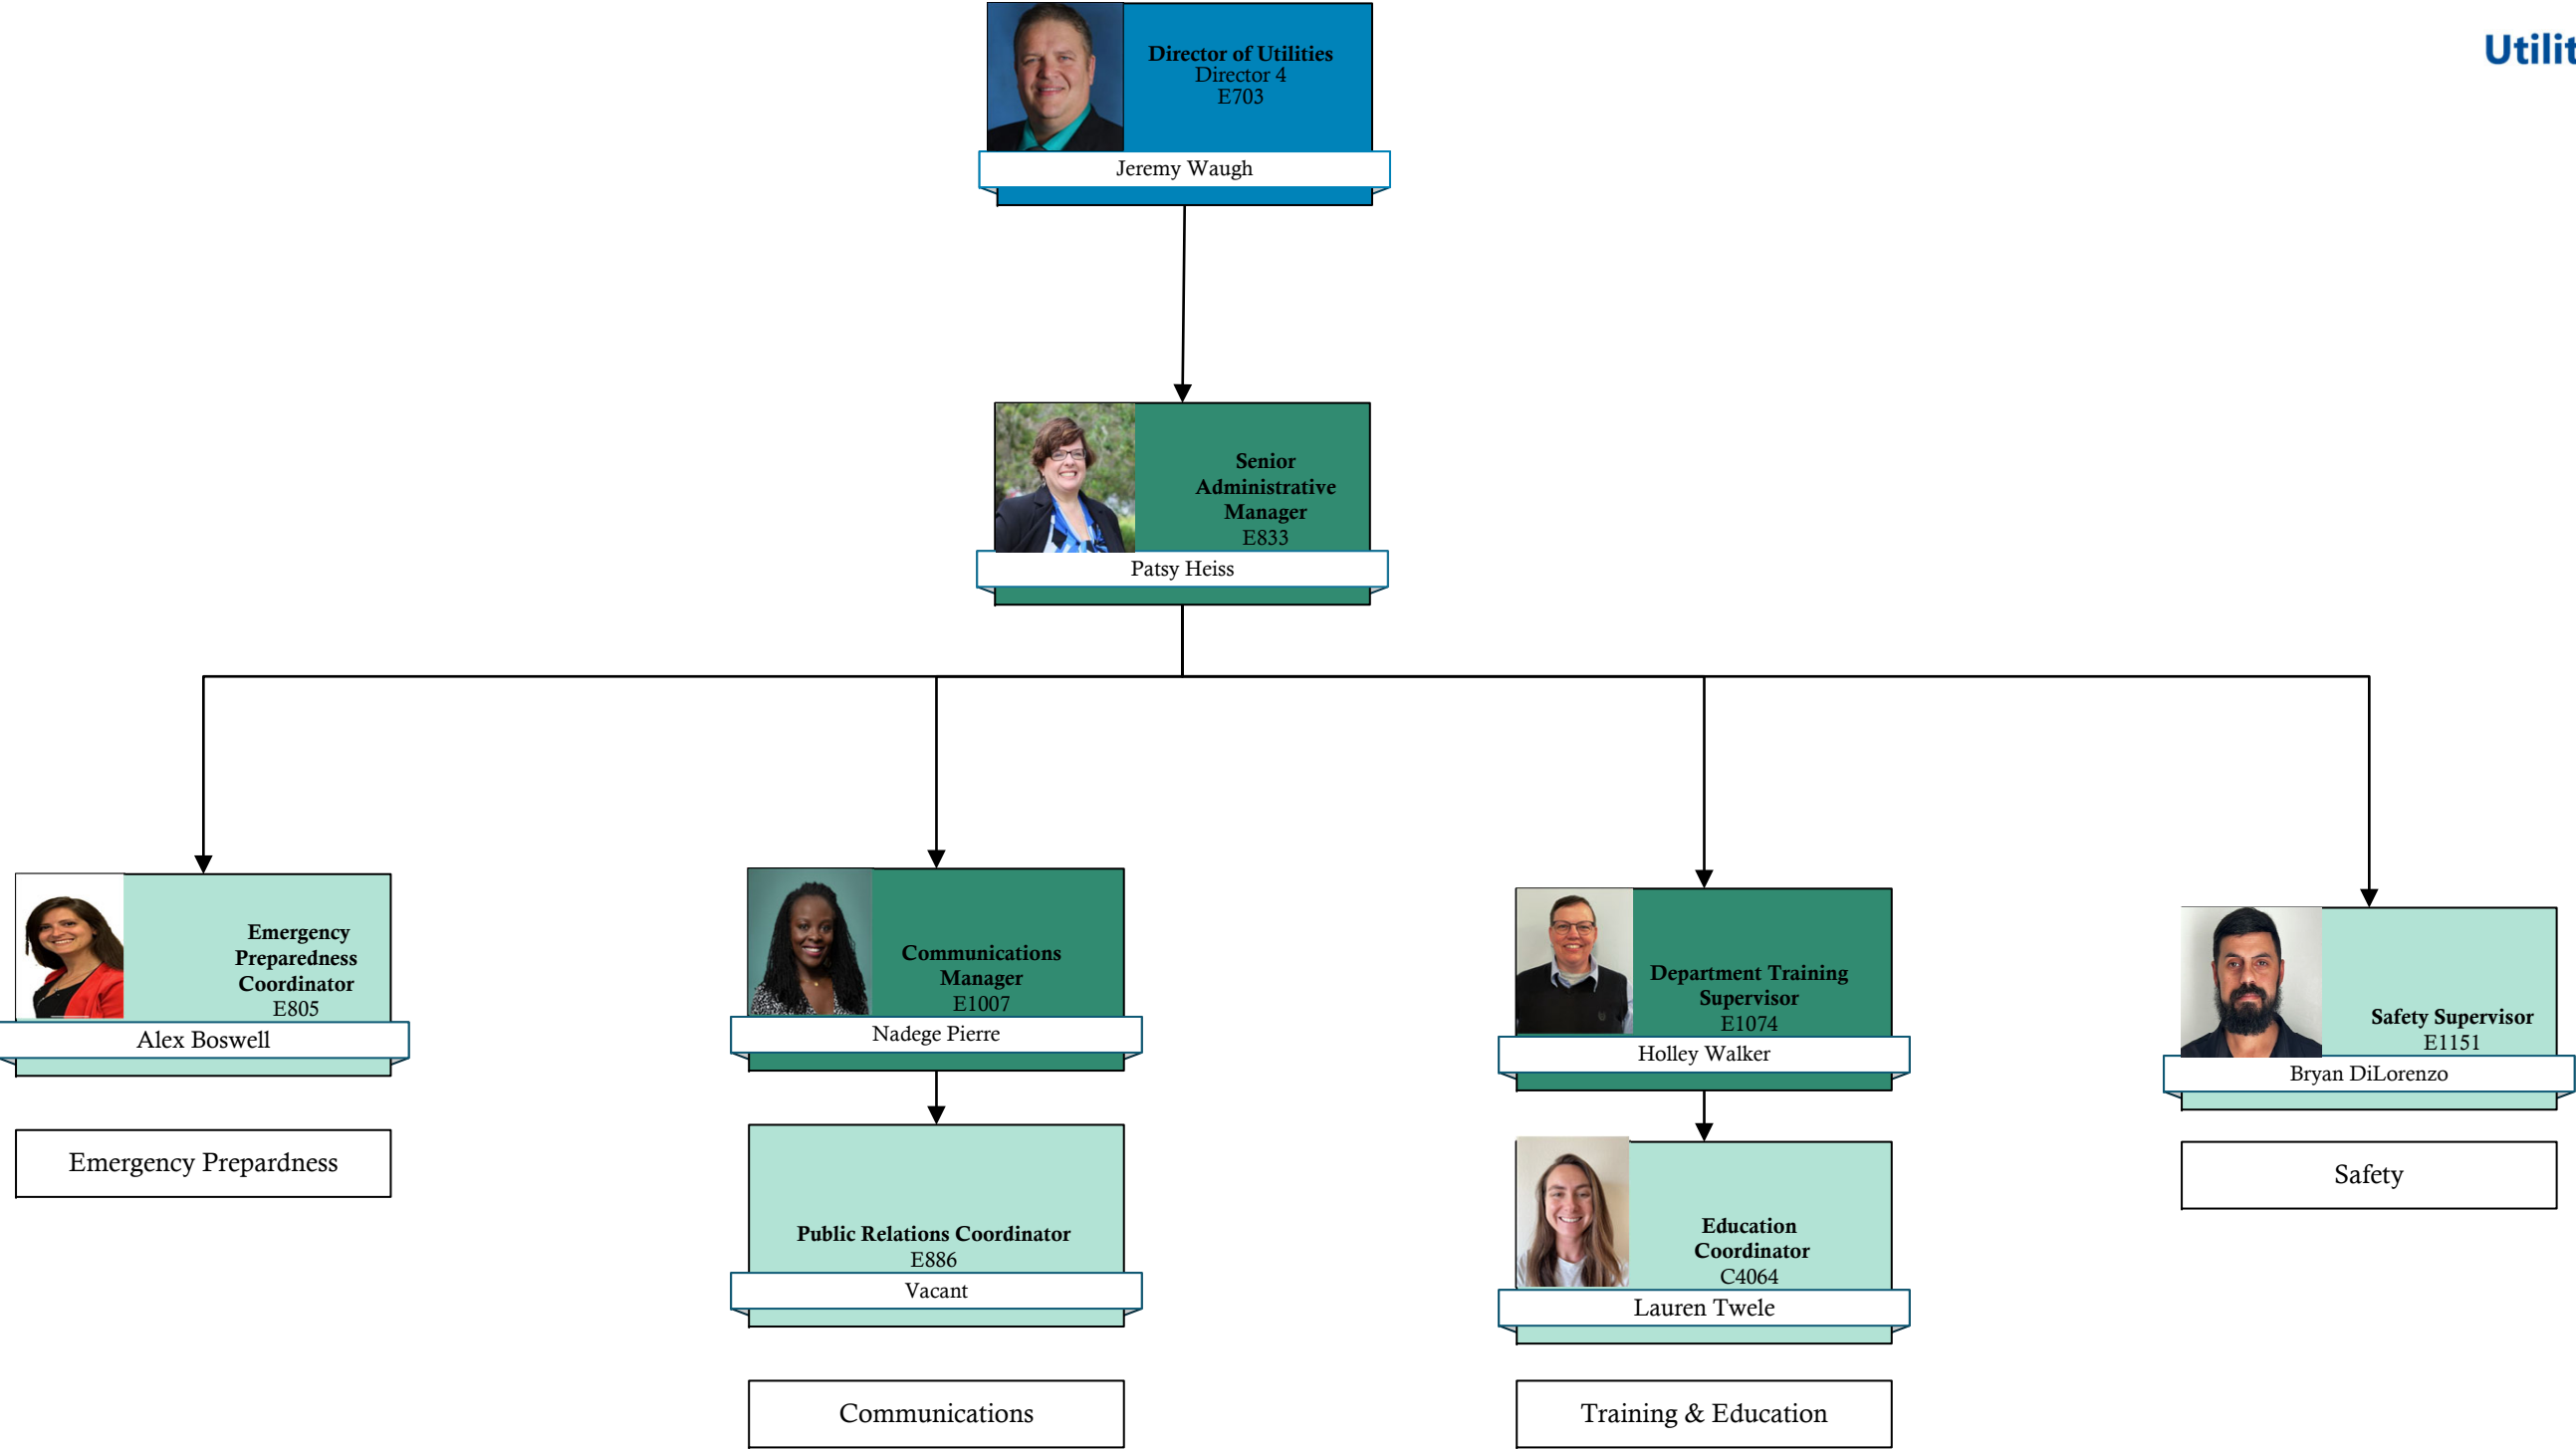 Director of Utilities
Director 4
E703
Jeremy Waugh
Senior
Administrative
Manager
E833
Patsy Heiss
Emergency
Preparedness
Coordinator
E805
Alex Boswell
Emergency Prepardness
Communications
Manager
E1007
Nadege Pierre
Public Relations Coordinator
E886
Vacant
Communications
Department Training
Supervisor
E1074
Holley Walker
Education
Coordinator
C4064
Lauren Twele
Training & Education
Safety Supervisor
E1151
Bryan DiLorenzo
Safety